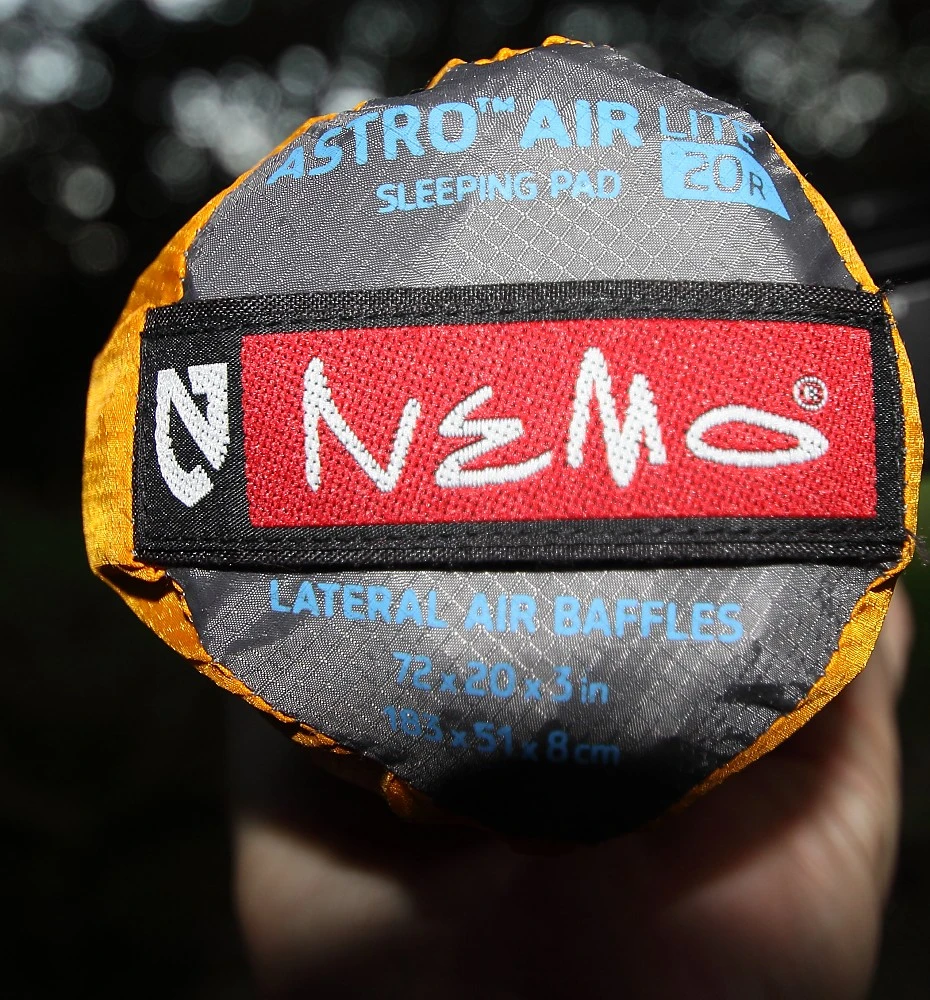 ASTRO™ AIR LITE
SLEEPING PAD 20R
NEMO®
LATERAL AIR BAFFLES
72 x 20 x 3 in
183 x 51 x 8 cm